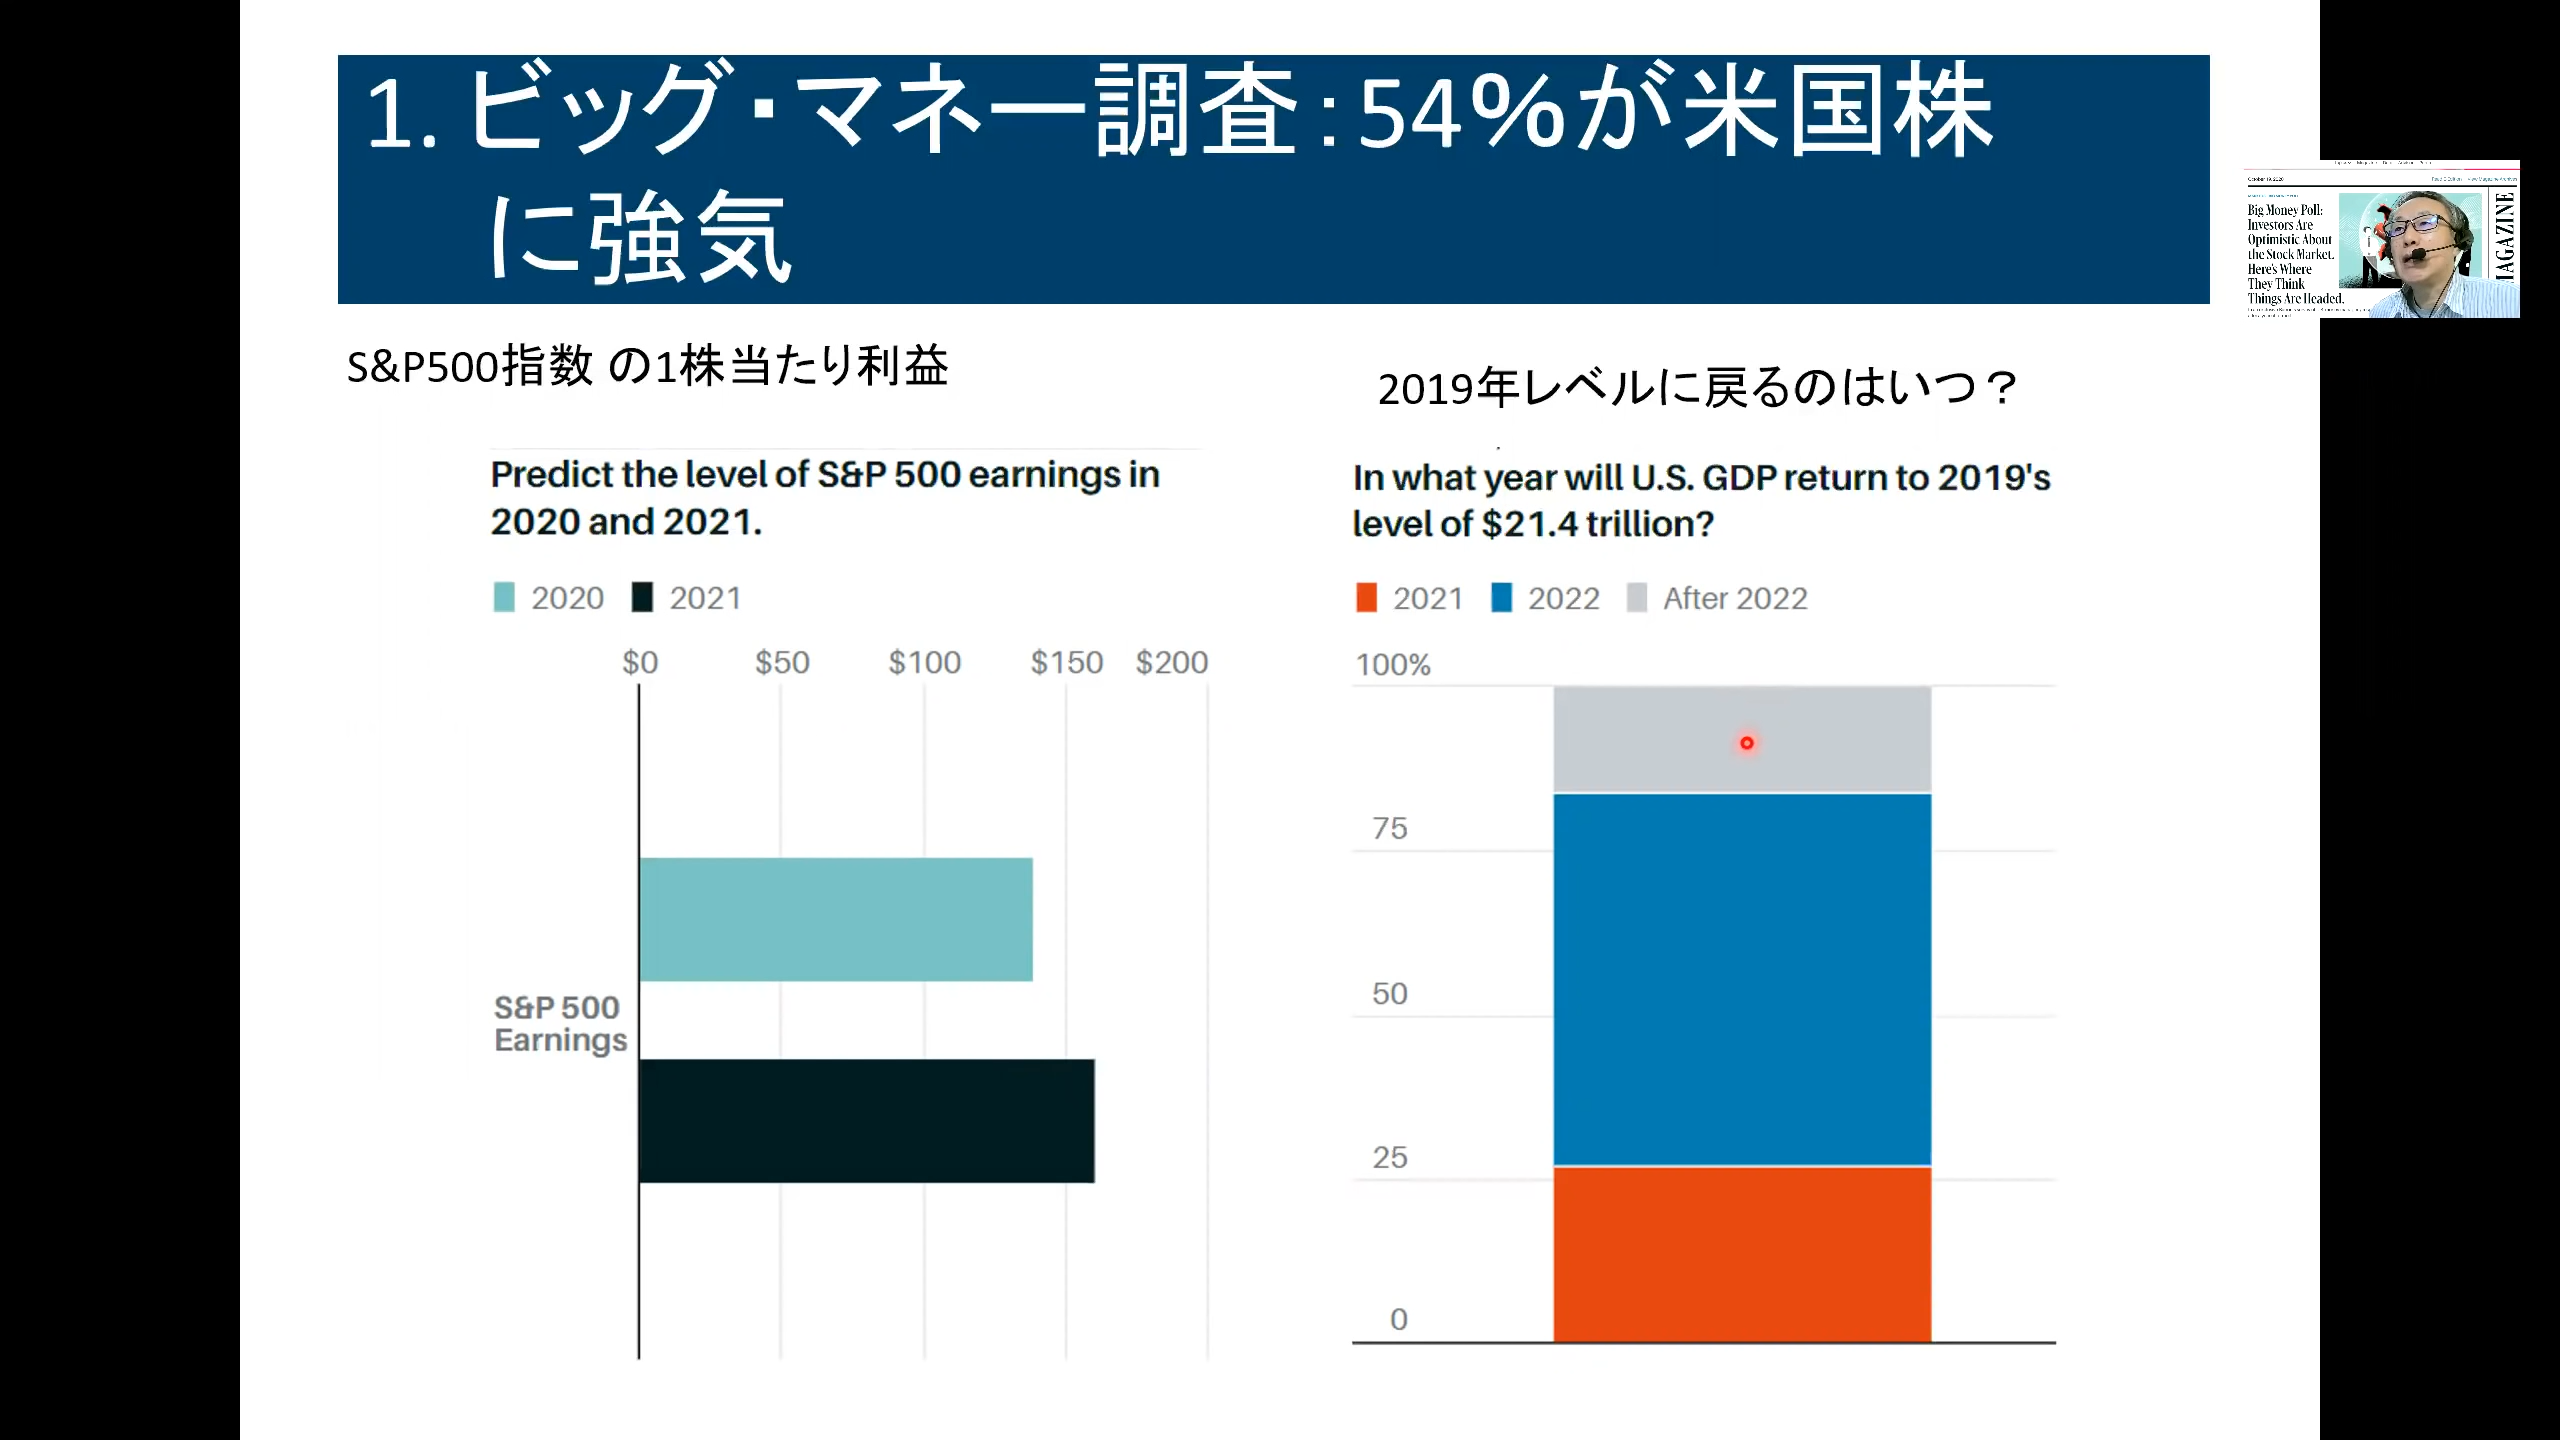 1. ビッグ・マネー調査：54％が米国株
に強気
S&P500指数 の1株当たり利益
Predict the level of S&P 500 earnings in
2020 and 2021.
2020 2021
$0 $50 $100 $150 $200
S&P 500
Earnings
2019年レベルに戻るのはいつ？
In what year will U.S. GDP return to 2019's
level of $21.4 trillion?
2021 2022 After 2022
100%
75
50
25
0
October 19, 2020
Big Money Poll:
Investors Are
Optimistic About
the Stock Market.
Here's Where
They Think
Things Are Headed.
MAGAZINE